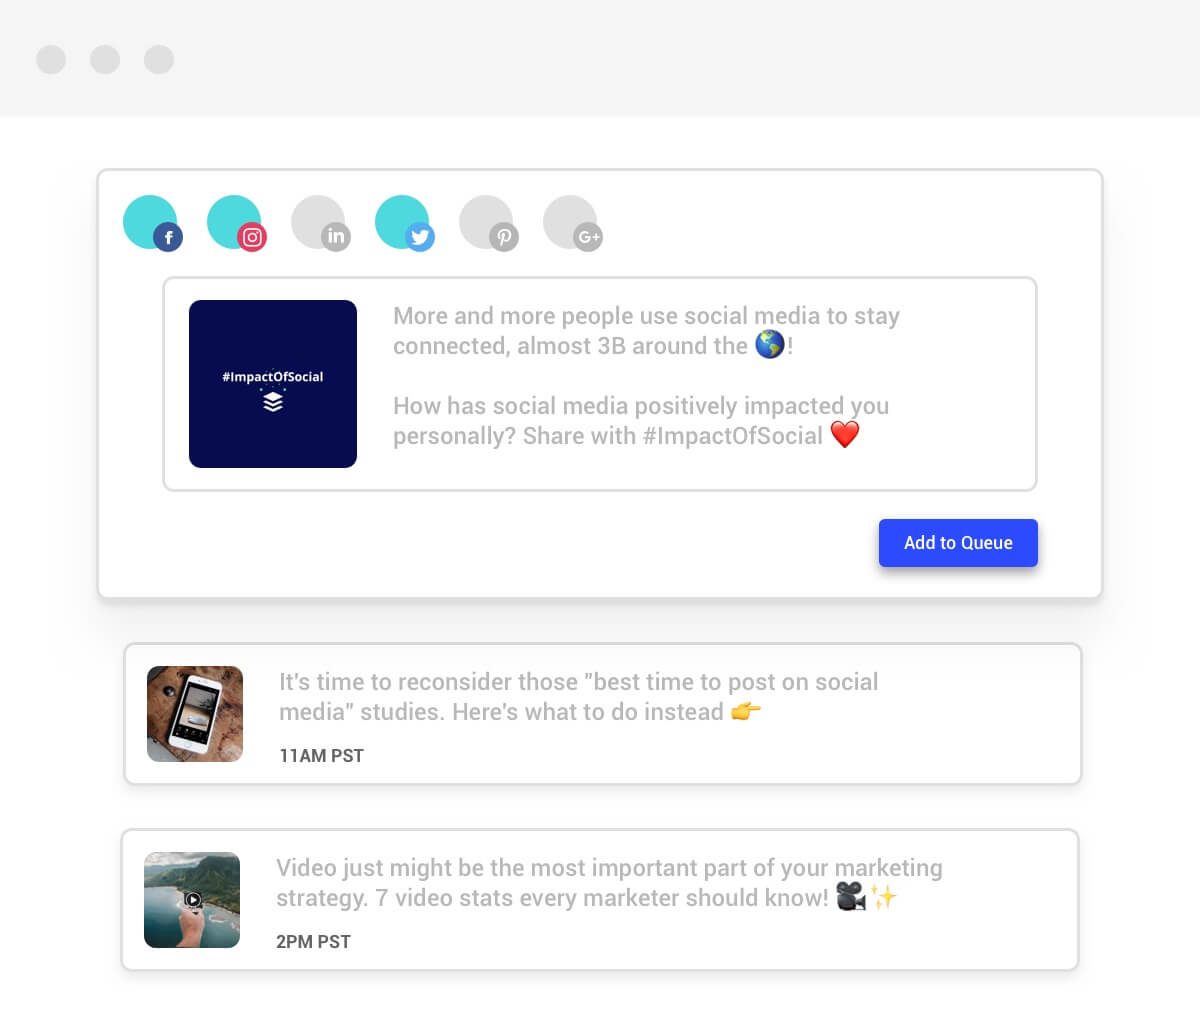 f
in
G+
#ImpactOfSocial
More and more people use social media to stay
connected, almost 3B around the 🌎!
How has social media positively impacted you
personally? Share with #ImpactOfSocial ❤️
Add to Queue
It's time to reconsider those "best time to post on social
media" studies. Here's what to do instead 👉
11AM PST
Video just might be the most important part of your marketing
strategy. 7 video stats every marketer should know! 🎥✨
2PM PST